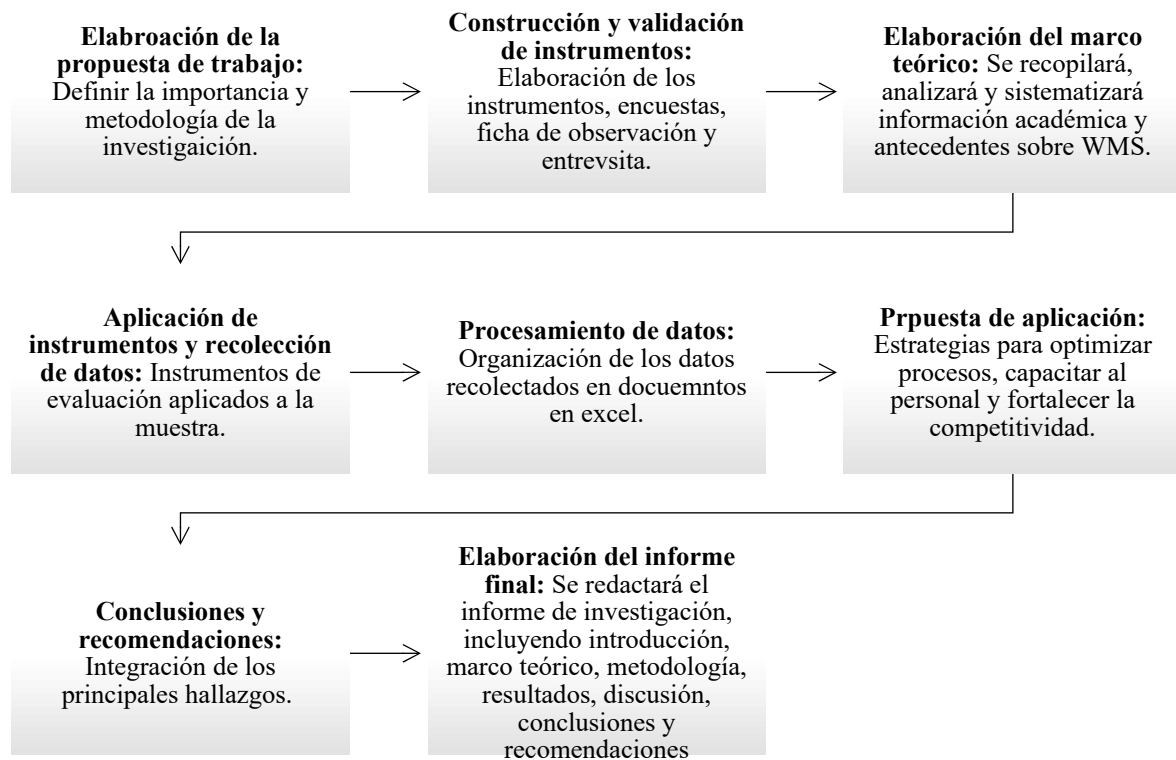 Elabroación de la
propuesta de trabajo:
Definir la importancia y
metodología de la
investigaición.
Construcción y validación
de instrumentos:
Elaboración de los
instrumentos, encuestas,
ficha de observación y
entrevsita.
Elaboración del marco
teórico: Se recopilará,
analizará y sistematizará
información académica y
antecedentes sobre WMS.
Aplicación de
instrumentos y recolección
de datos: Instrumentos de
evaluación aplicados a la
muestra.
Procesamiento de datos:
Organización de los datos
recolectados en docuemntos
en excel.
Prpuesta de aplicación:
Estrategias para optimizar
procesos, capacitar al
personal y fortalecer la
competitividad.
Conclusiones y
recomendaciones:
Integración de los
principales hallazgos.
Elaboración del informe
final: Se redactará el
informe de investigación,
incluyendo introducción,
marco teórico, metodología,
resultados, discusión,
conclusiones y
recomendaciones